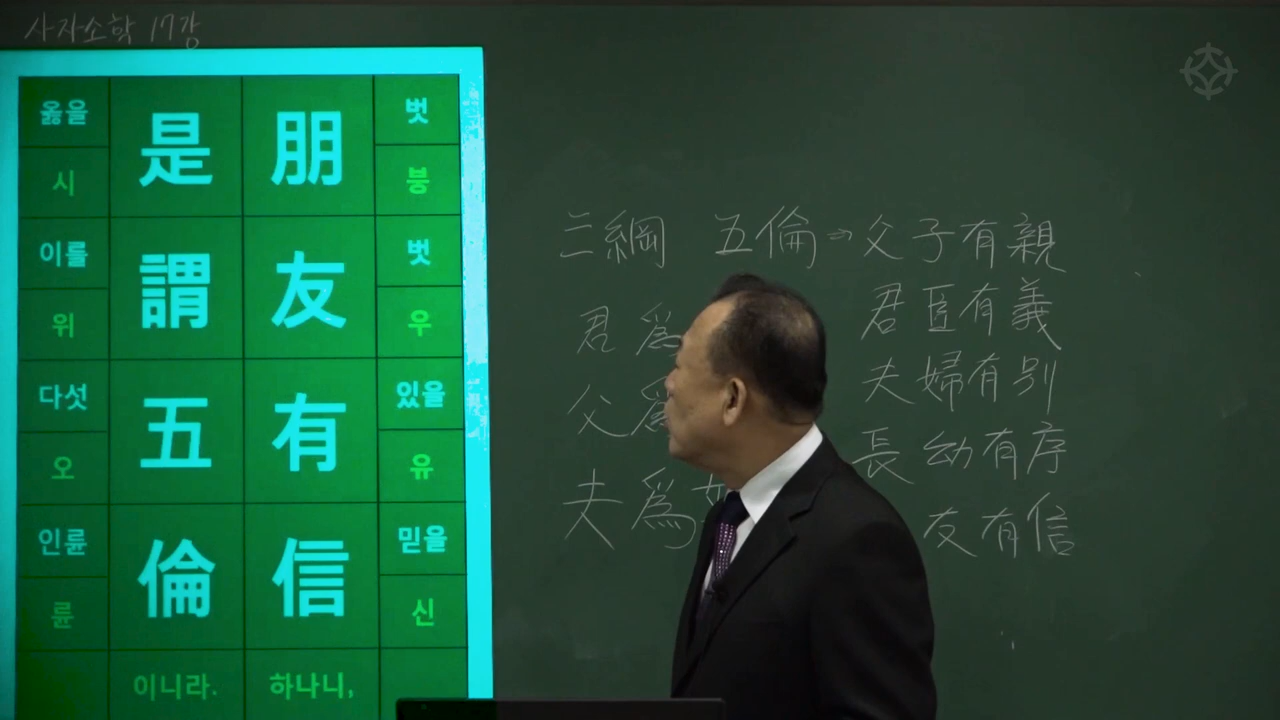 사자소학 17강
벗 붕 朋
벗 우 友
있을 유 有
믿을 신 信
하나니,
옳을 시 是
이를 위 謂
다섯 오 五
인륜 륜 倫
이니라.
三綱 五倫→父子有親
君爲
父爲
夫爲
君臣有義
夫婦有別
長幼有序
友有信